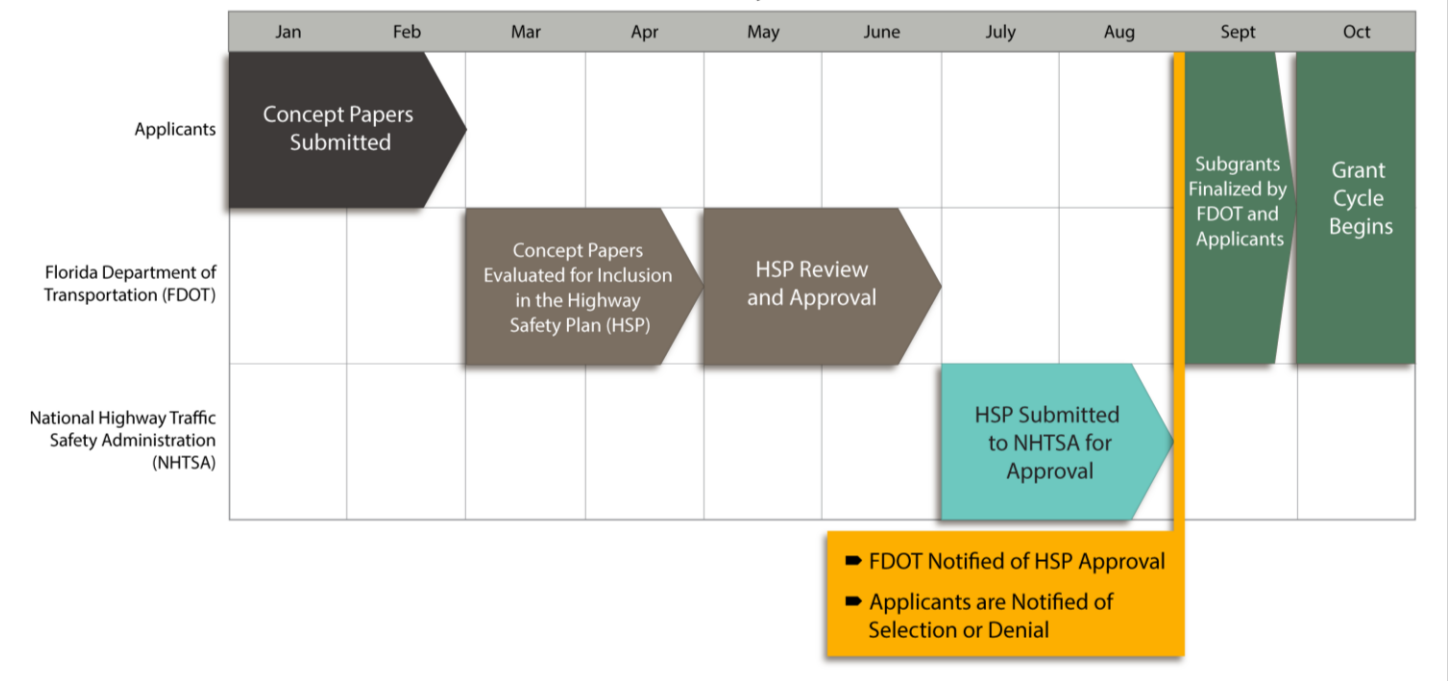 Jan
Feb
Mar
Apr
May
June
July
Aug
Sept
Oct
Applicants
Concept Papers
Submitted
Subgrants
Finalized by
FDOT and
Applicants
Grant
Cycle
Begins
Florida Department of
Transportation (FDOT)
Concept Papers
Evaluated for Inclusion
in the Highway
Safety Plan (HSP)
HSP Review
and Approval
National Highway Traffic
Safety Administration
(NHTSA)
HSP Submitted
to NHTSA for
Approval
FDOT Notified of HSP Approval
Applicants are Notified of
Selection or Denial